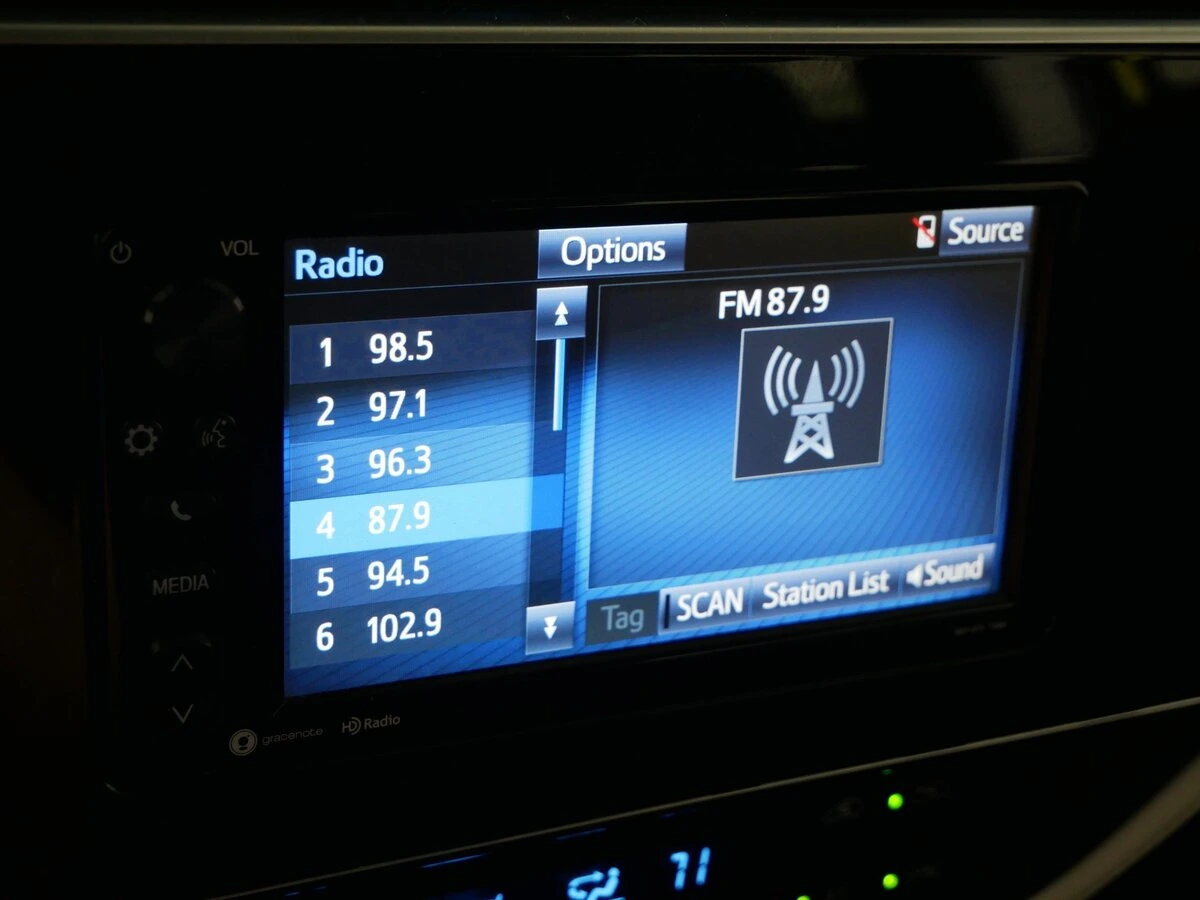 VOL
Radio
Options
Source
1 98.5
2 97.1
3 96.3
4 87.9
5 94.5
6 102.9
FM 87.9
Tag
SCAN
Station List
Sound
MEDIA
gracenote
HD Radio
71